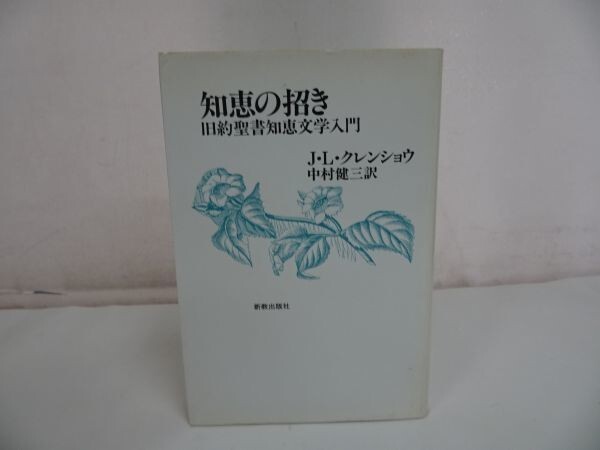 知恵の招き
旧約聖書知恵文学入門
J・L・クレンショウ
中村健三訳
新教出版社